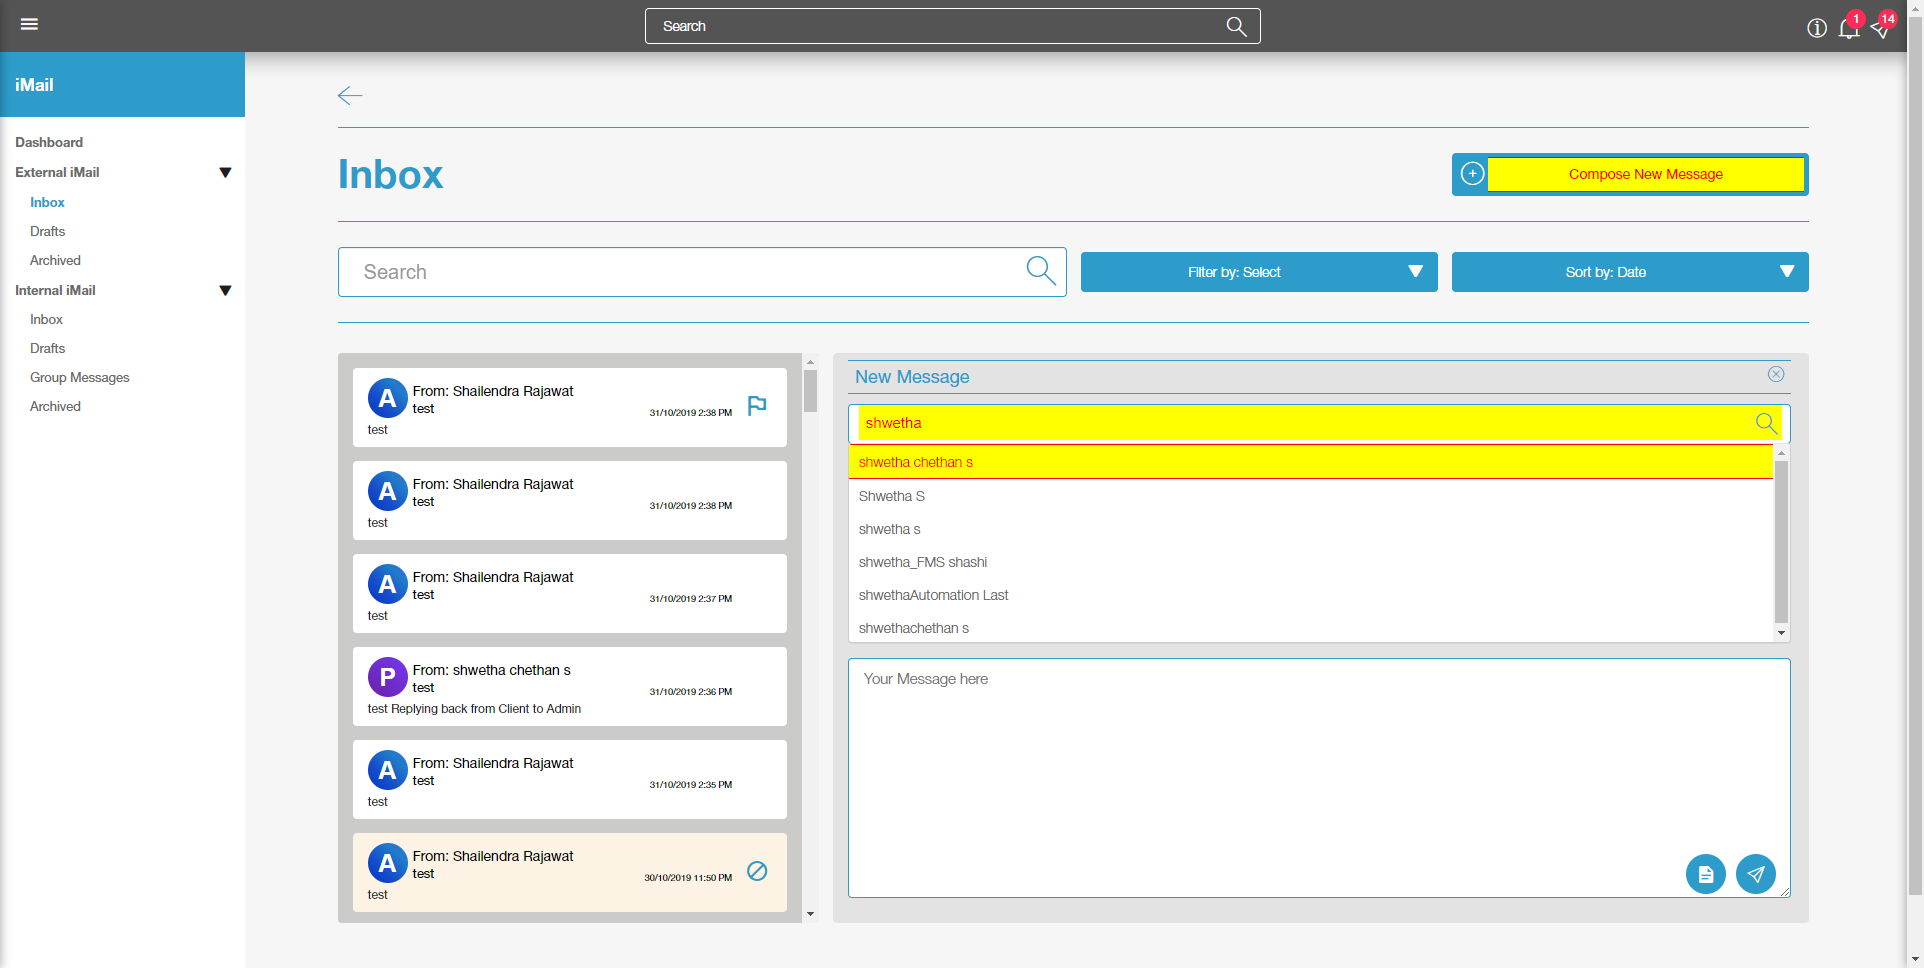 Search
1
14
iMail
Dashboard
External iMail
Inbox
Drafts
Archived
Internal iMail
Inbox
Drafts
Group Messages
Archived
Inbox
Compose New Message
Search
Filter by: Select
Sort by: Date
A
From: Shailendra Rajawat
test
31/10/2019 2:38 PM
test
A
From: Shailendra Rajawat
test
31/10/2019 2:38 PM
test
A
From: Shailendra Rajawat
test
31/10/2019 2:37 PM
test
P
From: shwetha chethan s
test
31/10/2019 2:36 PM
test Replying back from Client to Admin
A
From: Shailendra Rajawat
test
31/10/2019 2:35 PM
test
A
From: Shailendra Rajawat
test
30/10/2019 11:50 PM
test
New Message
shwetha
shwetha chethan s
Shwetha S
shwetha s
shwetha_FMS shashi
shwethaAutomation Last
shwethachethan s
Your Message here